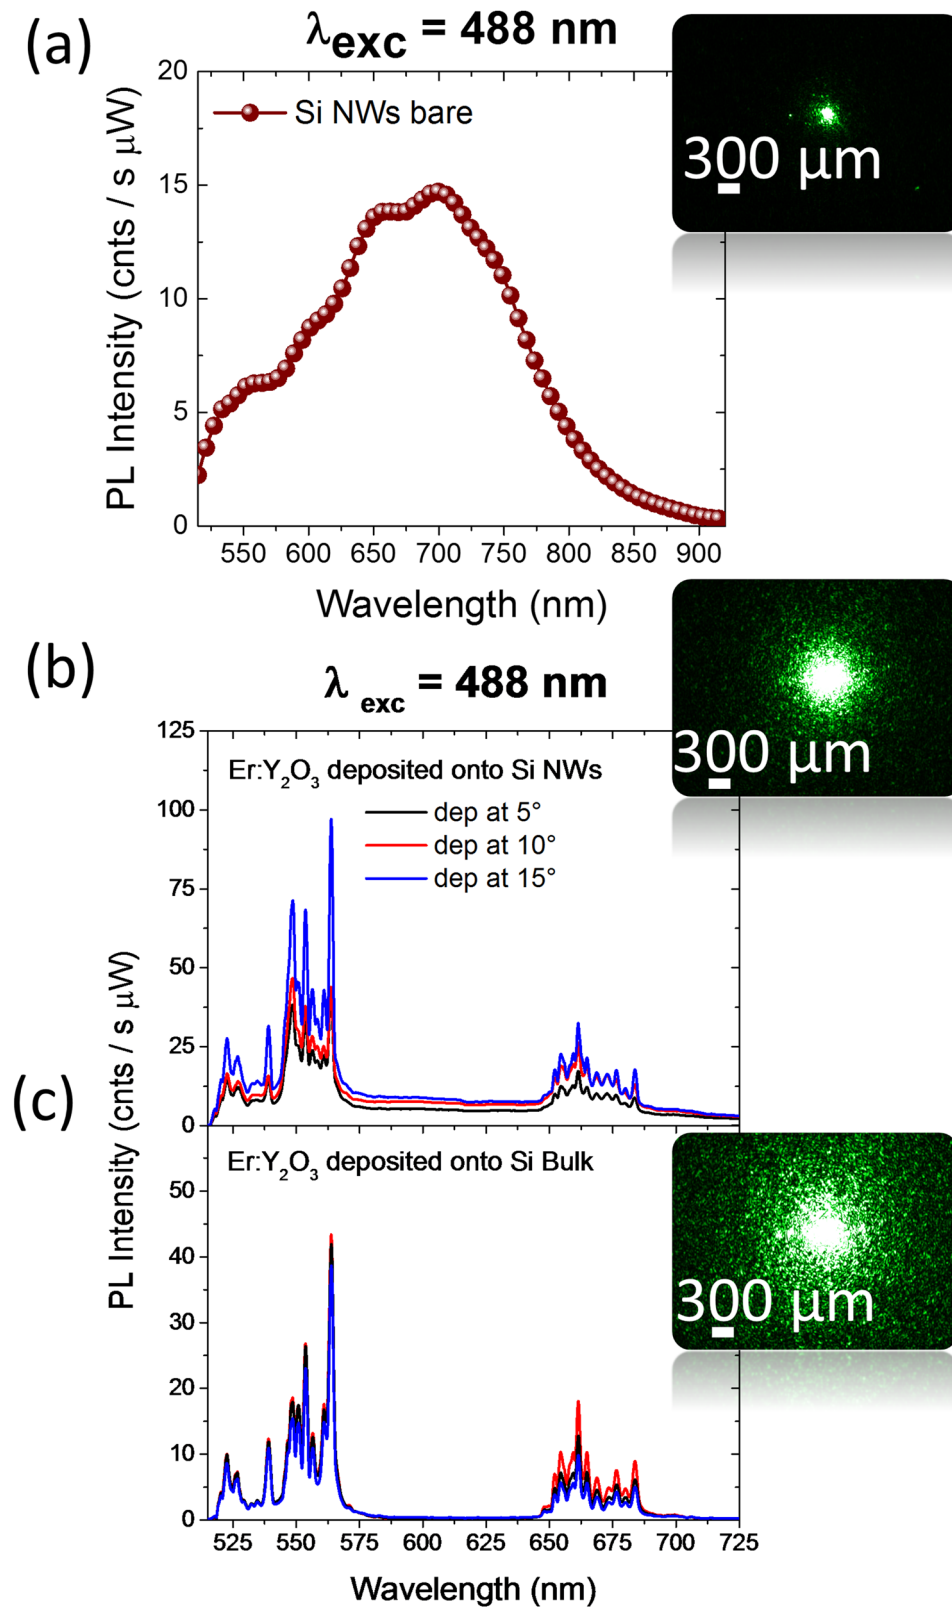 (a)
λexc = 488 nm
20
15
10
5
0
PL Intensity (cnts / s μW)
Si NWs bare
300 μm
550 600 650 700 750 800 850 900
Wavelength (nm)
(b)
λ exc = 488 nm
300 μm
125
100
75
50
25
0
Er:Y₂O₃ deposited onto Si NWs
dep at 5°
dep at 10°
dep at 15°
(c)
PL Intensity (cnts / s μW)
Er:Y₂O₃ deposited onto Si Bulk
300 μm
50
40
30
20
10
0
525 550 575 600 625 650 675 700 725
Wavelength (nm)